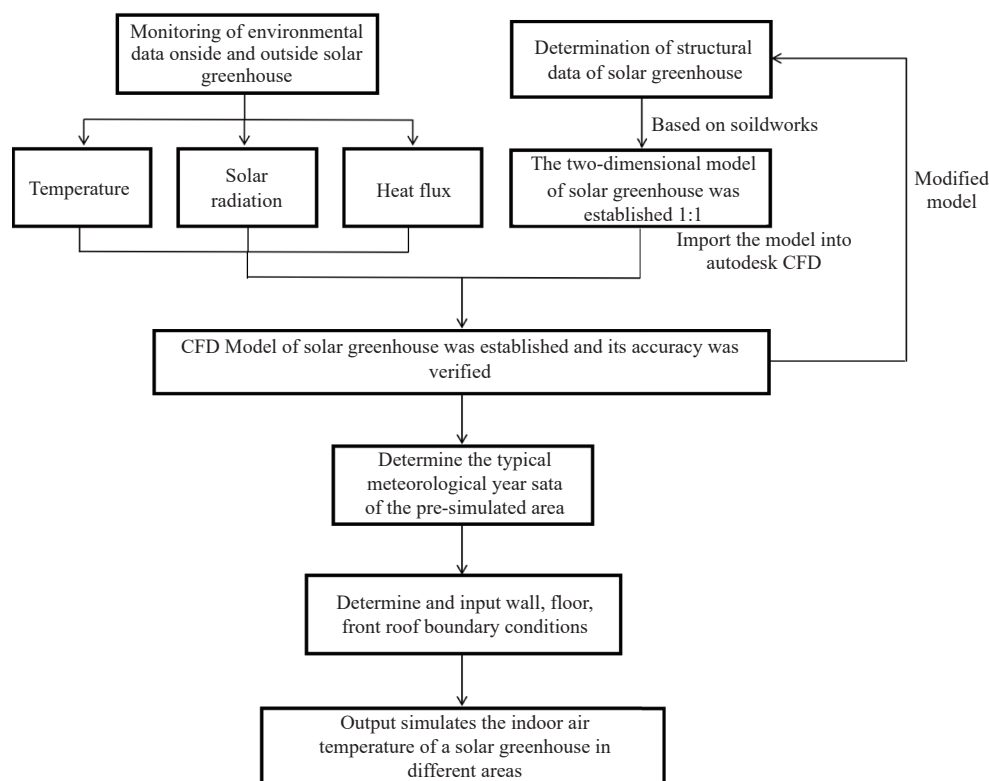 Monitoring of environmental
data onside and outside solar
greenhouse
Temperature
Solar
radiation
Heat flux
Determination of structural
data of solar greenhouse
Based on soildworks
The two-dimensional model
of solar greenhouse was
established 1:1
Import the model into
autodesk CFD
Modified
model
CFD Model of solar greenhouse was established and its accuracy was
verified
Determine the typical
meteorological year sata
of the pre-simulated area
Determine and input wall, floor,
front roof boundary conditions
Output simulates the indoor air
temperature of a solar greenhouse in
different areas